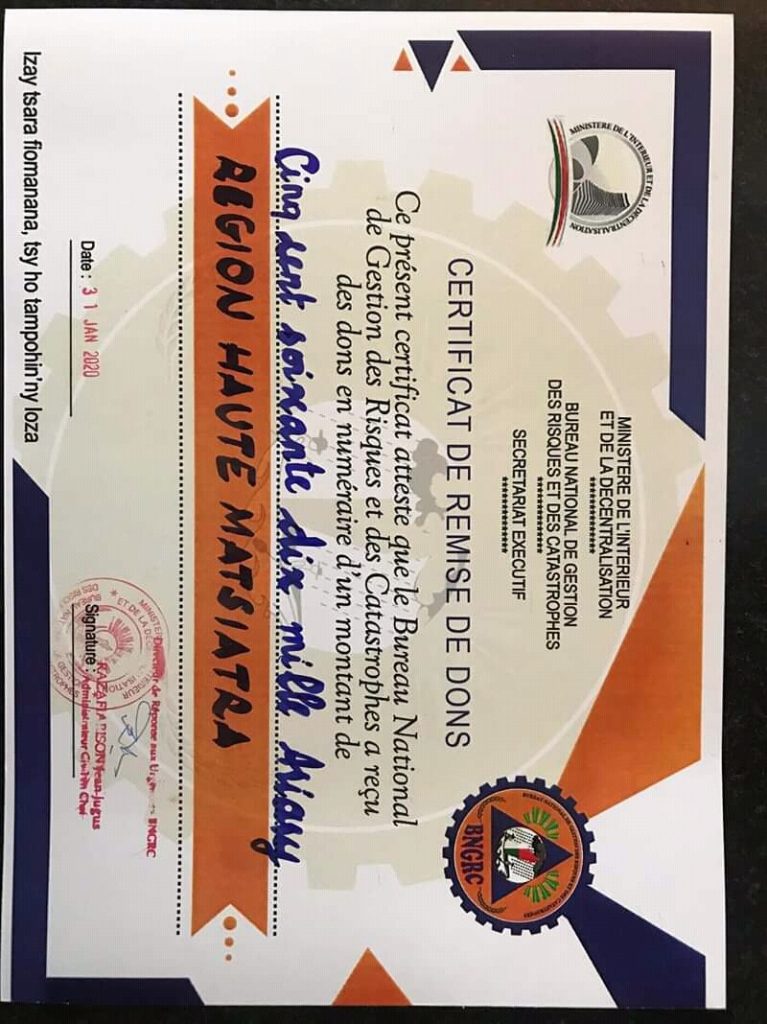 MINISTERE DE L'INTERIEUR ET DE LA DECENTRALISATION
MINISTERE DE L'INTERIEUR
ET DE LA DECENTRALISATION
**************
BUREAU NATIONAL DE GESTION
DES RISQUES ET DES CATASTROPHES
**************
SECRETARIAT EXECUTIF
**************
BNGRC
CERTIFICAT DE REMISE DE DONS
Ce présent certificat atteste que le Bureau National
de Gestion des Risques et des Catastrophes a reçu
des dons en numéraire d'un montant de
Cinq cent soixante dix mille Ariary
REGION HAUTE MATSIATRA
Date : 31 JAN 2020
Signature :
Izay tsara fiomanana, tsy ho tampohin'ny loza